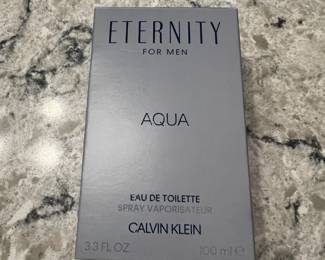 ETERNITY
FOR MEN
AQUA
EAU DE TOILETTE
SPRAY VAPORISATEUR
CALVIN KLEIN
3.3 FL OZ 100 ml ℮